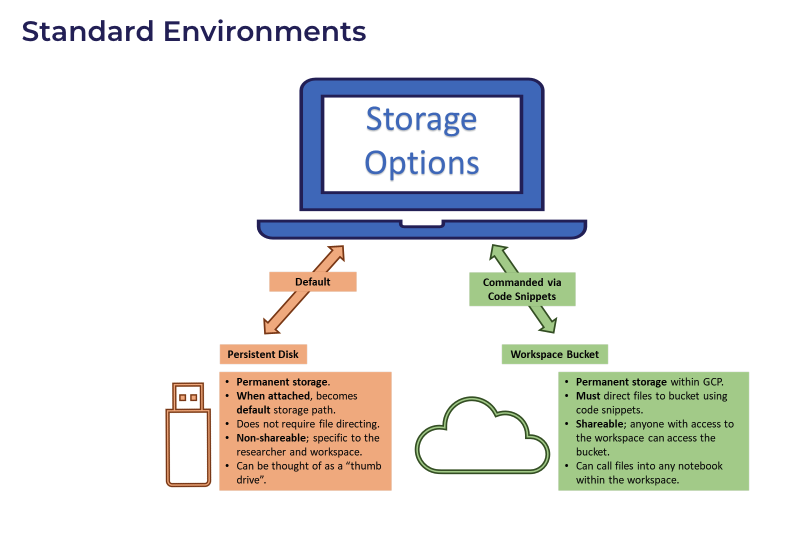 Standard Environments
Storage
Options
Default
Commanded via
Code Snippets
Persistent Disk
• Permanent storage.
• When attached, becomes
default storage path.
• Does not require file directing.
• Non-shareable; specific to the
researcher and workspace.
• Can be thought of as a “thumb
drive”.
Workspace Bucket
• Permanent storage within GCP.
• Must direct files to bucket using
code snippets.
• Shareable; anyone with access to
the workspace can access the
bucket.
• Can call files into any notebook
within the workspace.